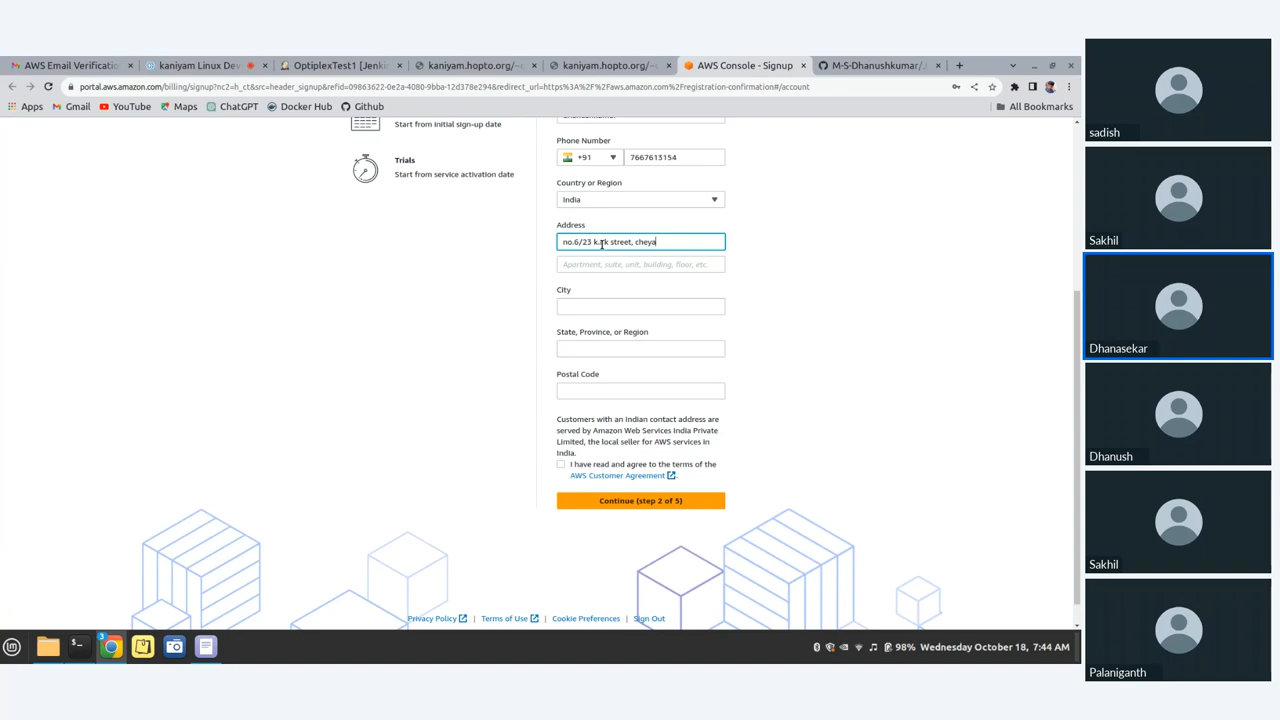 AWS Email Verificati
kaniyam Linux Dev
OptiplexTest1 [Jenki
kaniyam.hopto.org/~
kaniyam.hopto.org/~
AWS Console - Signup
M-S-Dhanushkumar/
portal.aws.amazon.com/billing/signup?nc2=h_ct&src=header_signup&refid=09863622-0e2a-4080-9bba-12d378e294&redirect_url=https%3A%2F%2Faws.amazon.com%2Fregistration-confirmation#/account
Apps
Gmail
YouTube
Maps
ChatGPT
Docker Hub
Github
All Bookmarks
Start from initial sign-up date
Trials
Start from service activation date
Phone Number
+91
7667613154
Country or Region
India
Address
no.6/23 street, cheya
Apartment, suite, unit, building, floor, etc.
City
State, Province, or Region
Postal Code
Customers with an Indian contact address are
served by Amazon Web Services India Private
Limited, the local seller for AWS services in
India.
I have read and agree to the terms of the
AWS Customer Agreement.
Continue (step 2 of 5)
Privacy Policy | Terms of Use | Cookie Preferences | Sign Out
3
98% Wednesday October 18, 7:44 AM
sadish
Sakhil
Dhanasekar
Dhanush
Sakhil
Palaniganth